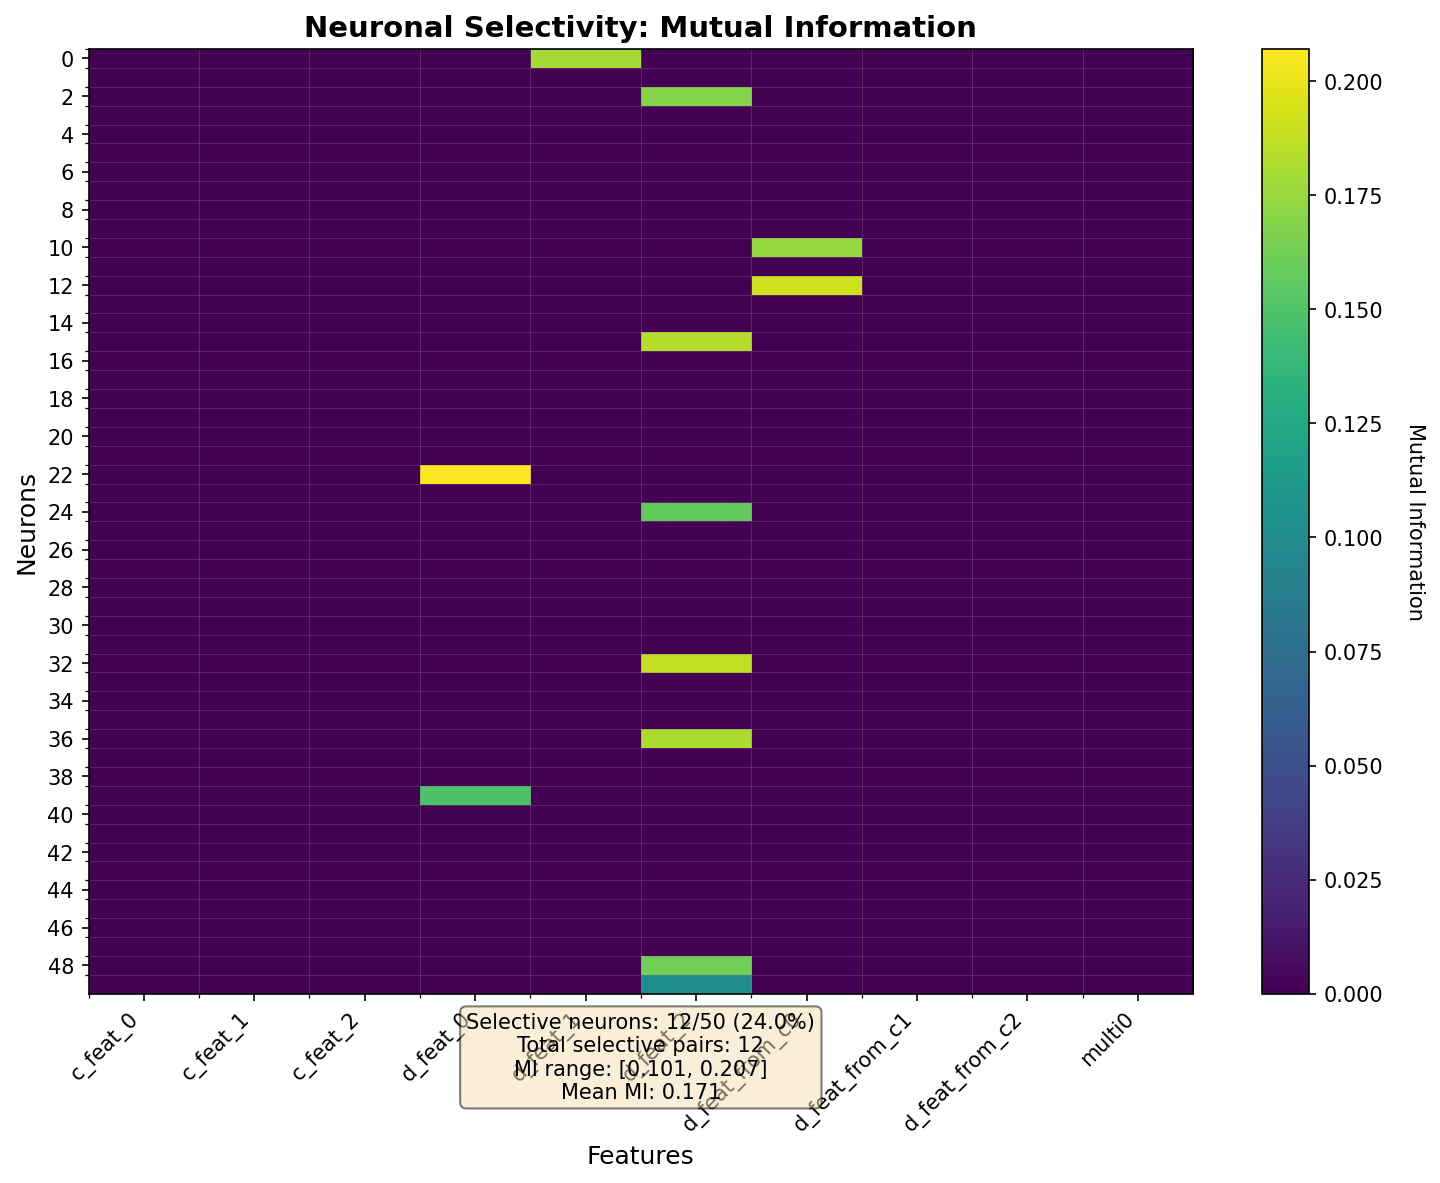 Neuronal Selectivity: Mutual Information
Neurons
0
2
4
6
8
10
12
14
16
18
20
22
24
26
28
30
32
34
36
38
40
42
44
46
48
c_feat_0
c_feat_1
c_feat_2
d_feat_0
d_feat_1
d_feat_2
d_feat_from_c0
d_feat_from_c1
d_feat_from_c2
multi0
Selective neurons: 12/50 (24.0%)
Total selective pairs: 12
MI range: [0.101, 0.207]
Mean MI: 0.171
Features
0.200
0.175
0.150
0.125
0.100
0.075
0.050
0.025
0.000
Mutual Information